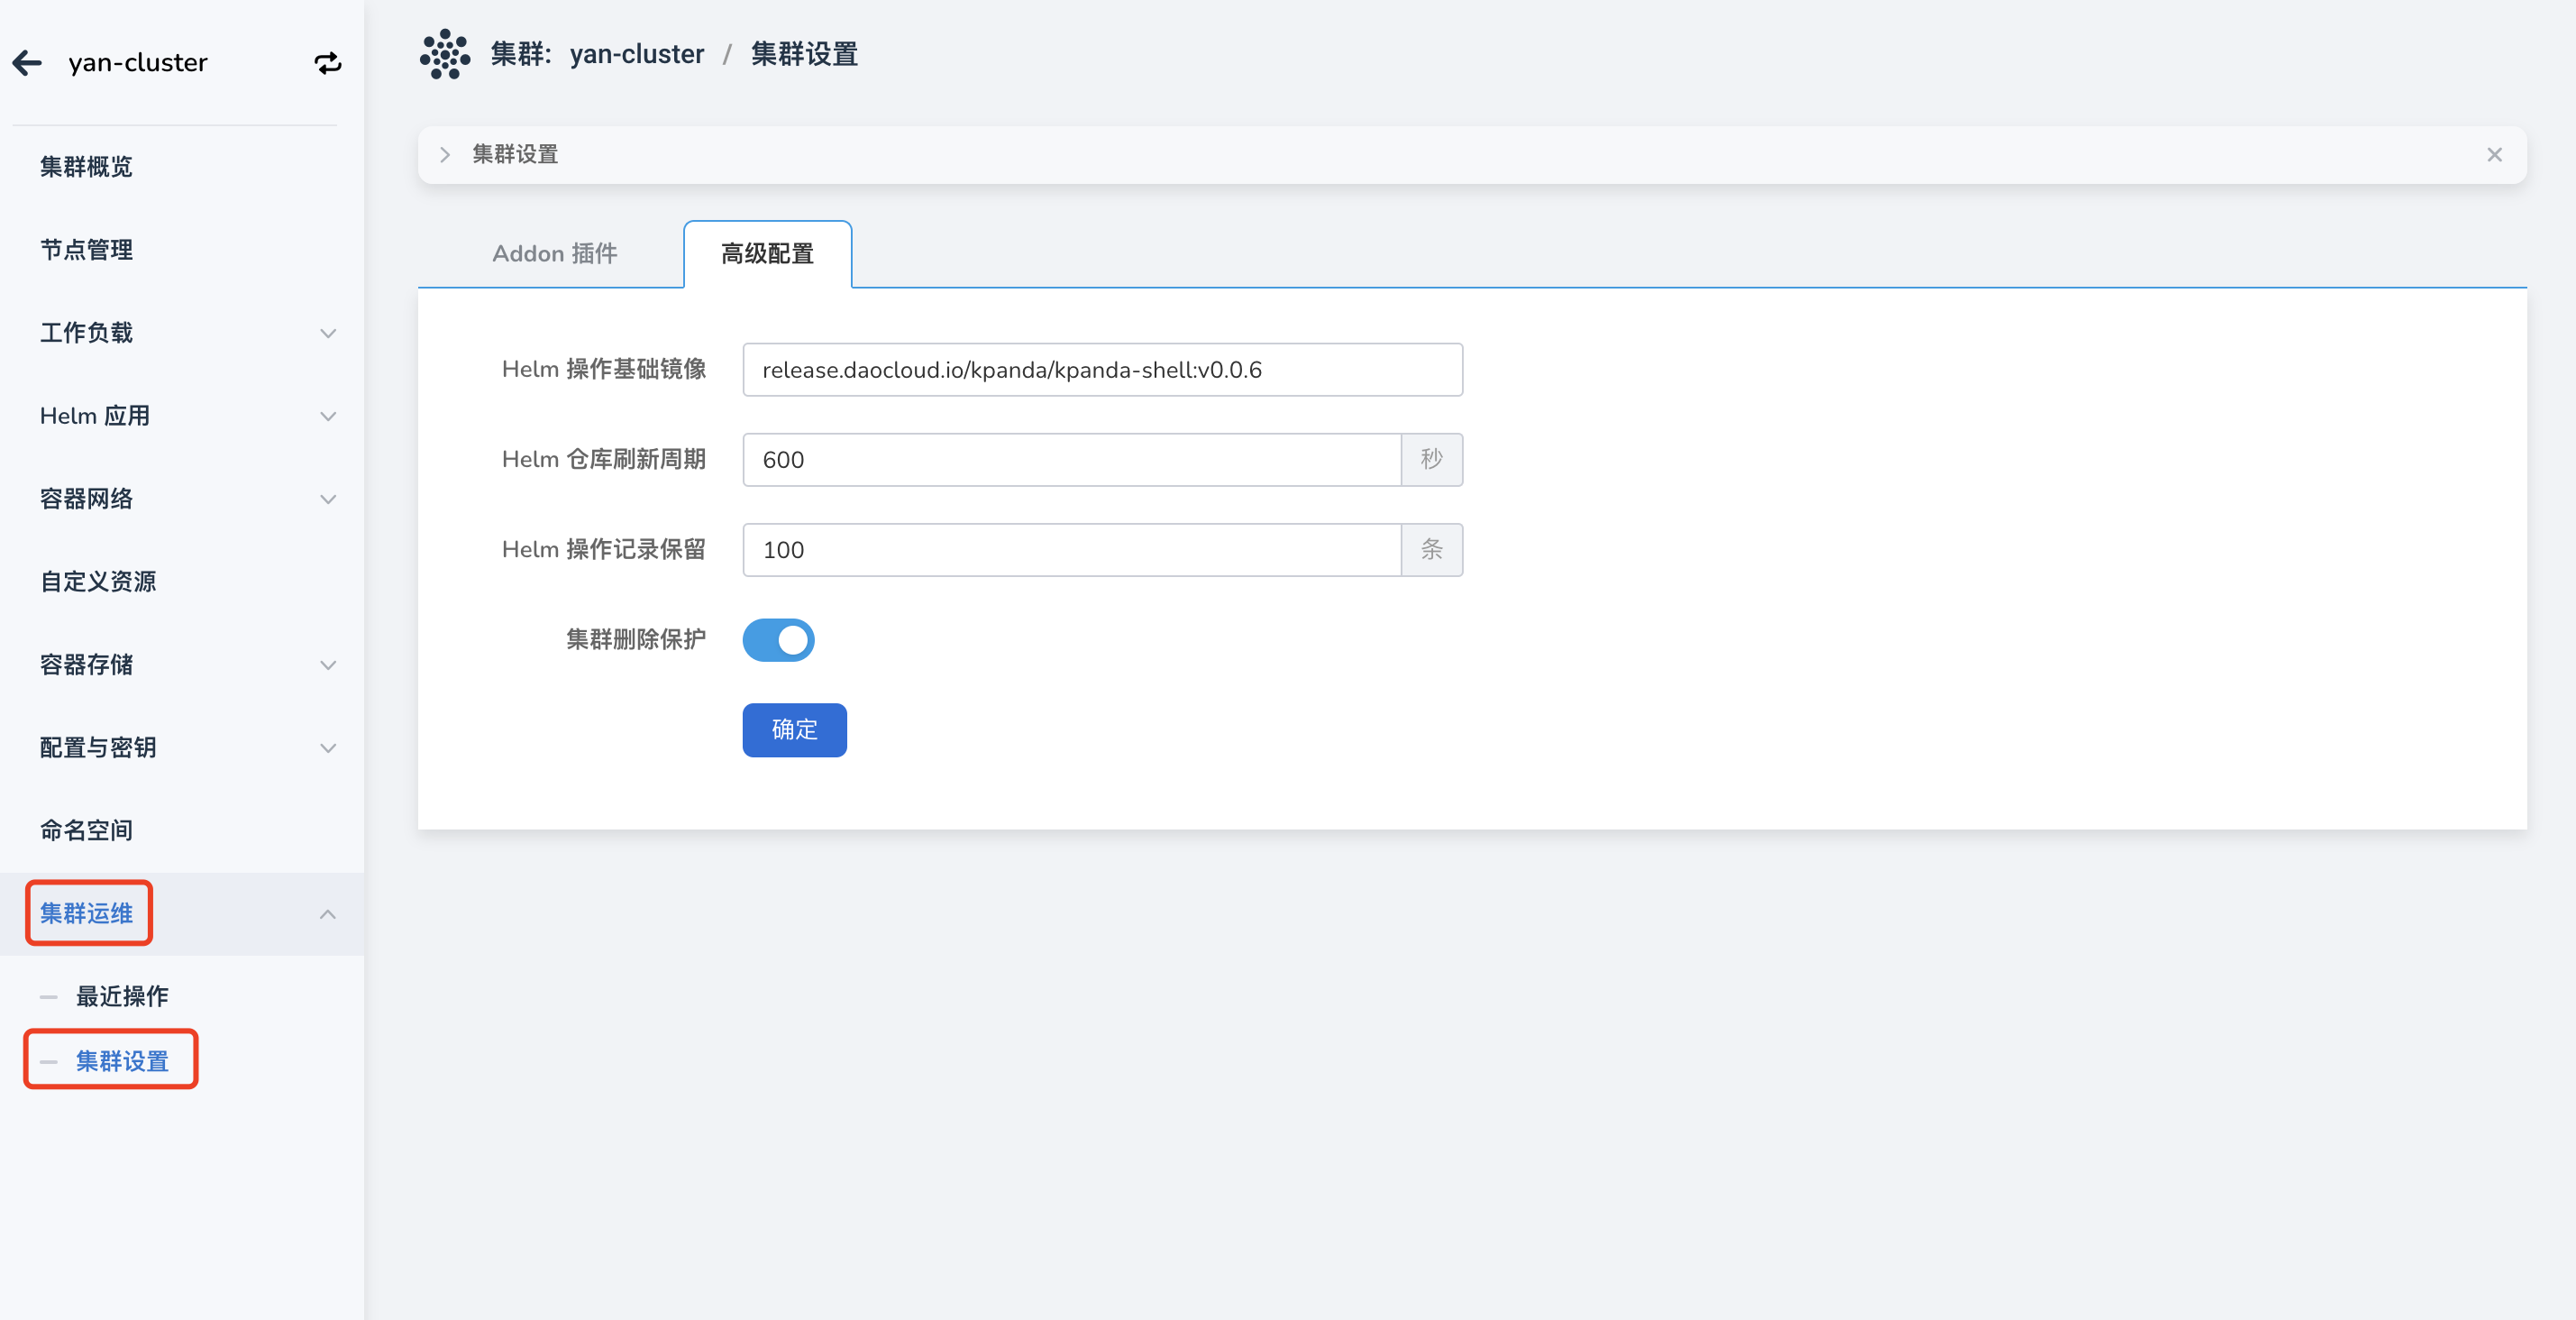 yan-cluster
集群概览
节点管理
工作负载
Helm 应用
容器网络
自定义资源
容器存储
配置与密钥
命名空间
集群运维
最近操作
集群设置
集群: yan-cluster / 集群设置
集群设置
Addon 插件 高级配置
Helm 操作基础镜像 release.daocloud.io/kpanda/kpanda-shell:v0.0.6
Helm 仓库刷新周期 600 秒
Helm 操作记录保留 100 条
集群删除保护
确定